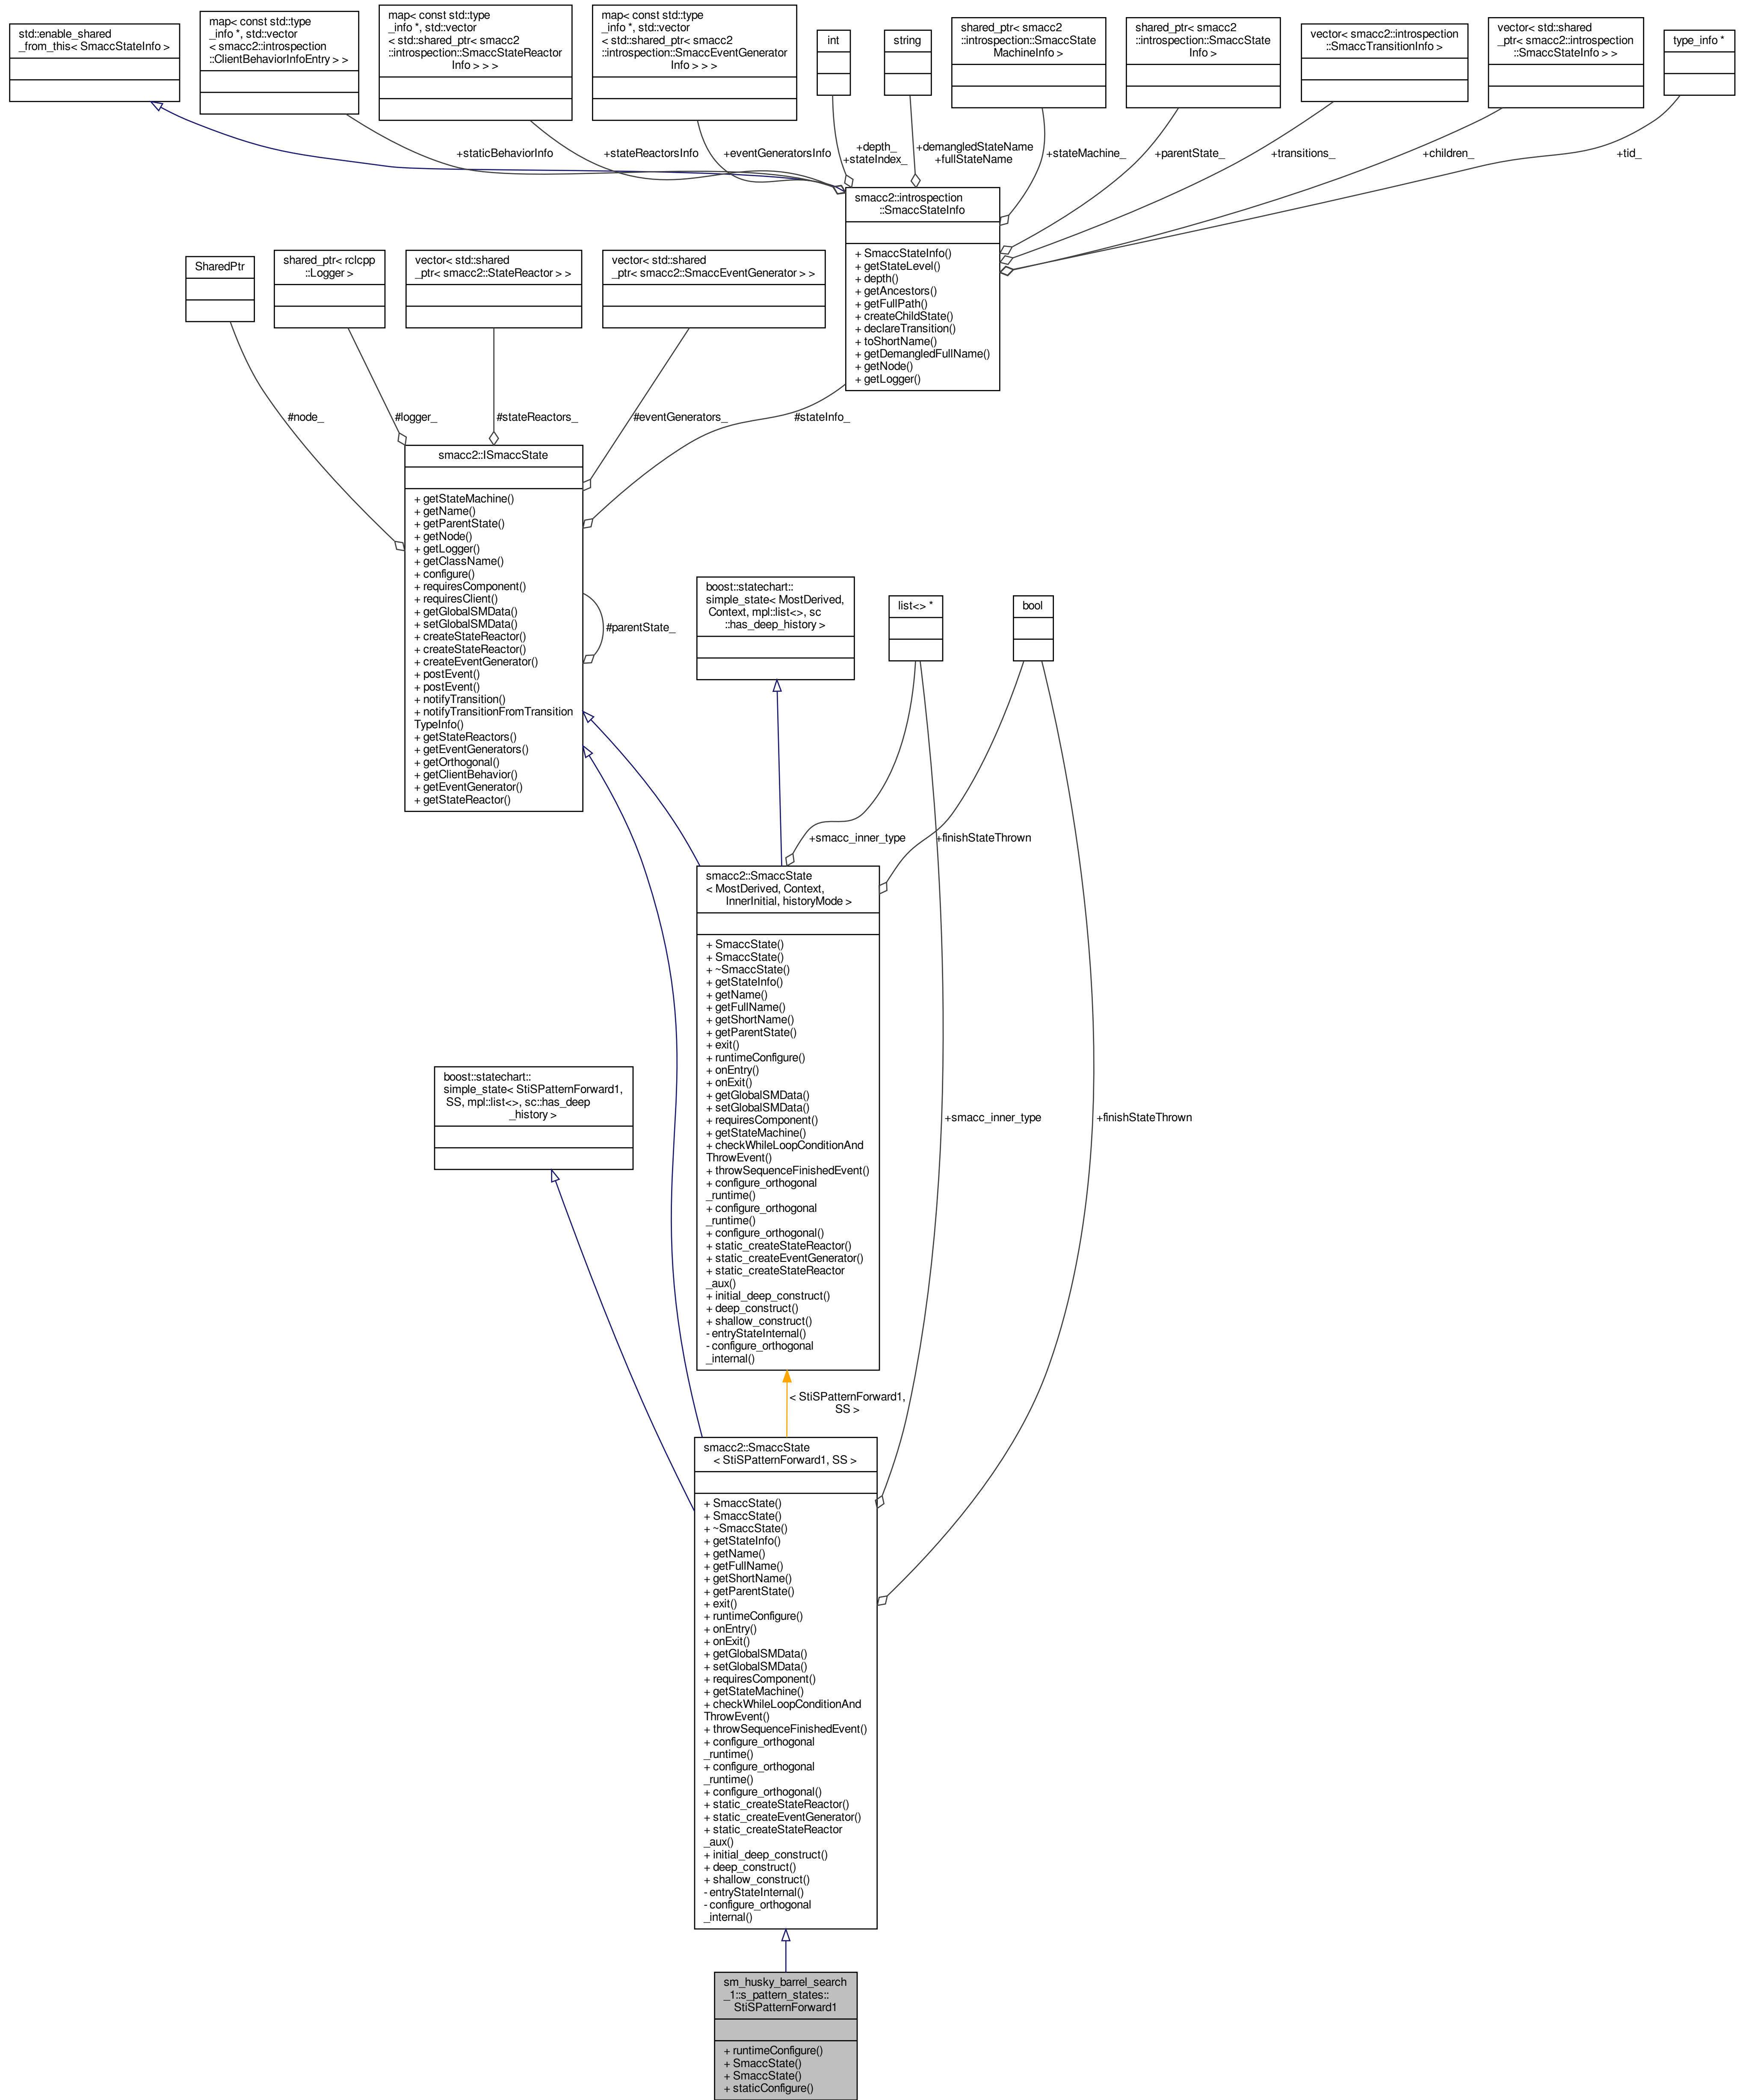 std::enable_shared
_from_this< SmaccStateInfo >
map< const std::type
_info *, std::vector
< smacc2::introspection
::ClientBehaviorInfoEntry > >
map< const std::type
_info *, std::vector
< std::shared_ptr< smacc2
::introspection::SmaccStateReactor
Info > > >
map< const std::type
_info *, std::vector
< std::shared_ptr< smacc2
::introspection::SmaccEventGenerator
Info > > >
int
string
shared_ptr< smacc2
::introspection::SmaccState
MachineInfo >
shared_ptr< smacc2
::introspection::SmaccState
Info >
vector< smacc2::introspection
::SmaccTransitionInfo >
vector< std::shared
_ptr< smacc2::introspection
::SmaccStateInfo > >
type_info *
+staticBehaviorInfo
+stateReactorsInfo
+eventGeneratorsInfo
+depth_
+stateIndex_
+demangledStateName
+fullStateName
+stateMachine_
+parentState_
+transitions_
+children_
+tid_
smacc2::introspection
::SmaccStateInfo
+ SmaccStateInfo()
+ getStateLevel()
+ depth()
+ getAncestors()
+ getFullPath()
+ createChildState()
+ declareTransition()
+ toShortName()
+ getDemangledFullName()
+ getNode()
+ getLogger()
SharedPtr
shared_ptr< rclcpp
::Logger >
vector< std::shared
_ptr< smacc2::StateReactor > >
vector< std::shared
_ptr< smacc2::SmaccEventGenerator > >
#node_
#logger_
#stateReactors_
#eventGenerators_
#stateInfo_
smacc2::ISmaccState
+ getStateMachine()
+ getName()
+ getParentState()
+ getNode()
+ getLogger()
+ getClassName()
+ configure()
+ requiresComponent()
+ requiresClient()
+ getGlobalSMData()
+ setGlobalSMData()
+ createStateReactor()
+ createStateReactor()
+ createEventGenerator()
+ postEvent()
+ postEvent()
+ notifyTransition()
+ notifyTransitionFromTransition
TypeInfo()
+ getStateReactors()
+ getEventGenerators()
+ getOrthogonal()
+ getClientBehavior()
+ getEventGenerator()
+ getStateReactor()
#parentState_
boost::statechart::
simple_state< MostDerived,
Context, mpl::list<>, sc
::has_deep_history >
list<> *
bool
+smacc_inner_type
+finishStateThrown
smacc2::SmaccState
< MostDerived, Context,
InnerInitial, historyMode >
+ SmaccState()
+ SmaccState()
+ ~SmaccState()
+ getStateInfo()
+ getName()
+ getFullName()
+ getShortName()
+ getParentState()
+ exit()
+ runtimeConfigure()
+ onEntry()
+ onExit()
+ getGlobalSMData()
+ setGlobalSMData()
+ requiresComponent()
+ getStateMachine()
+ checkWhileLoopConditionAnd
ThrowEvent()
+ throwSequenceFinishedEvent()
+ configure_orthogonal
_runtime()
+ configure_orthogonal
_runtime()
+ configure_orthogonal()
+ static_createStateReactor()
+ static_createEventGenerator()
+ static_createStateReactor
_aux()
+ initial_deep_construct()
+ deep_construct()
+ shallow_construct()
- entryStateInternal()
- configure_orthogonal
_internal()
boost::statechart::
simple_state< StiSPatternForward1,
SS, mpl::list<>, sc::has_deep
_history >
+smacc_inner_type
+finishStateThrown
< StiSPatternForward1,
SS >
smacc2::SmaccState
< StiSPatternForward1, SS >
+ SmaccState()
+ SmaccState()
+ ~SmaccState()
+ getStateInfo()
+ getName()
+ getFullName()
+ getShortName()
+ getParentState()
+ exit()
+ runtimeConfigure()
+ onEntry()
+ onExit()
+ getGlobalSMData()
+ setGlobalSMData()
+ requiresComponent()
+ getStateMachine()
+ checkWhileLoopConditionAnd
ThrowEvent()
+ throwSequenceFinishedEvent()
+ configure_orthogonal
_runtime()
+ configure_orthogonal
_runtime()
+ configure_orthogonal()
+ static_createStateReactor()
+ static_createEventGenerator()
+ static_createStateReactor
_aux()
+ initial_deep_construct()
+ deep_construct()
+ shallow_construct()
- entryStateInternal()
- configure_orthogonal
_internal()
sm_husky_barrel_search
_1::s_pattern_states::
StiSPatternForward1
+ runtimeConfigure()
+ SmaccState()
+ SmaccState()
+ staticConfigure()